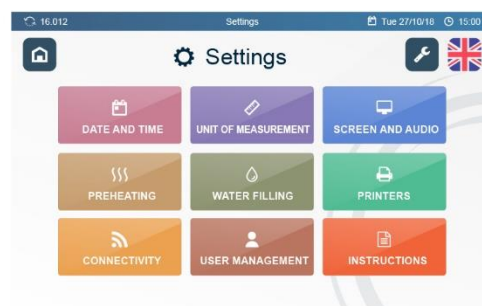 16.012 Settings Tue 27/10/18 15:00
Settings
DATE AND TIME UNIT OF MEASUREMENT SCREEN AND AUDIO
PREHEATING WATER FILLING PRINTERS
CONNECTIVITY USER MANAGEMENT INSTRUCTIONS